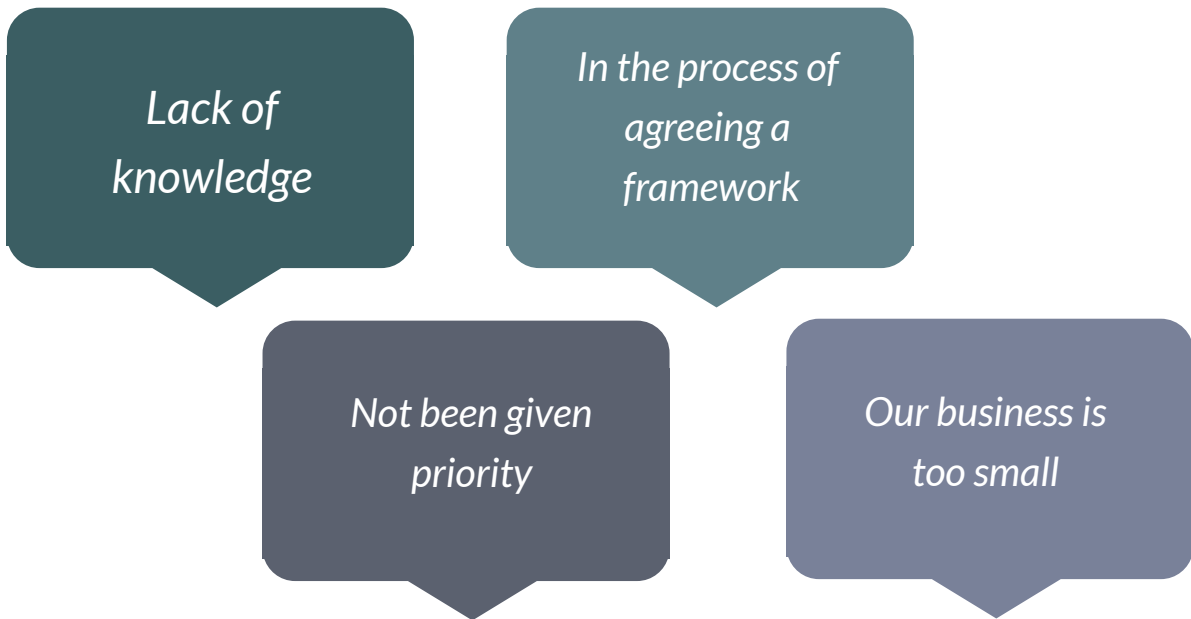 Lack of
knowledge
In the process of
agreeing a
framework
Not been given
priority
Our business is
too small